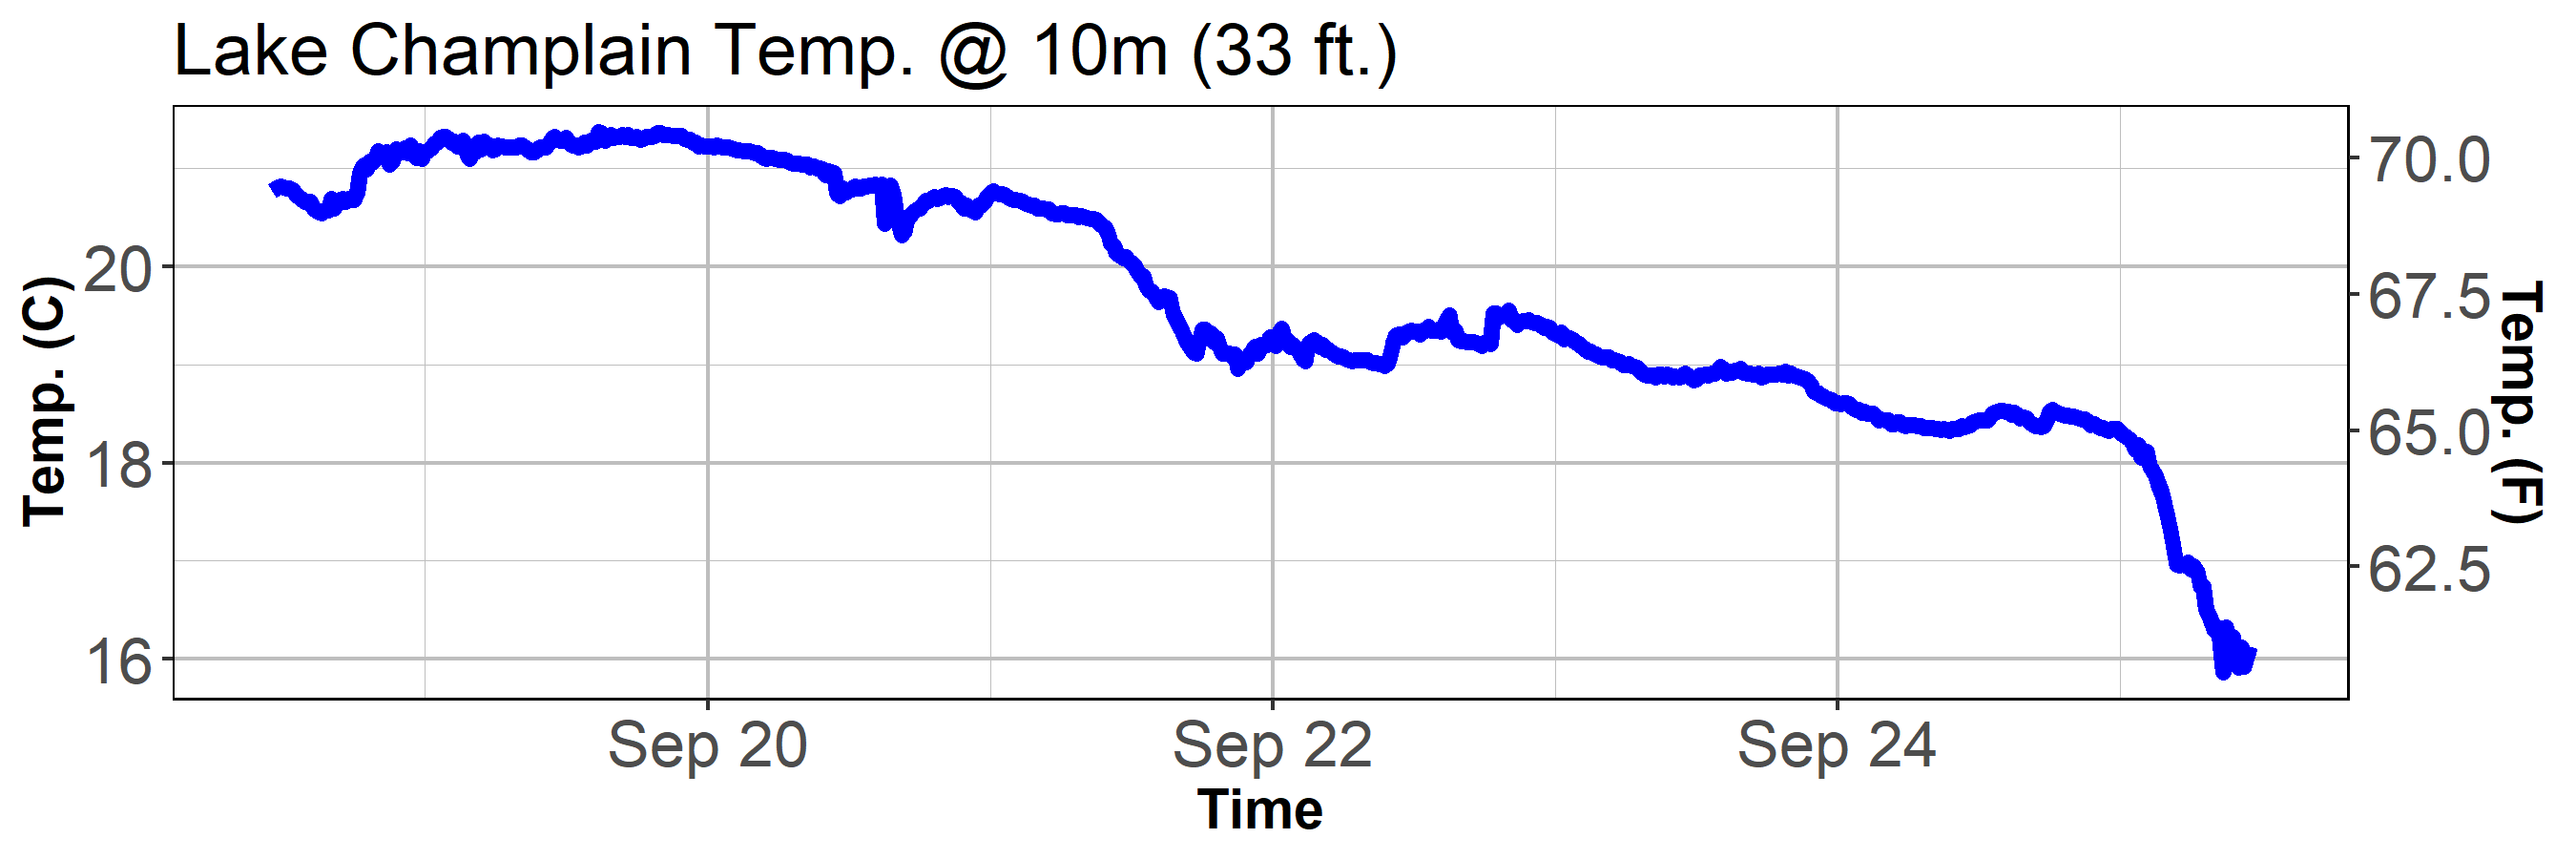 Lake Champlain Temp. @ 10m (33 ft.)
Temp. (C)
20
18
16
70.0
67.5
65.0
62.5
Temp. (F)
Sep 20
Sep 22
Sep 24
Time